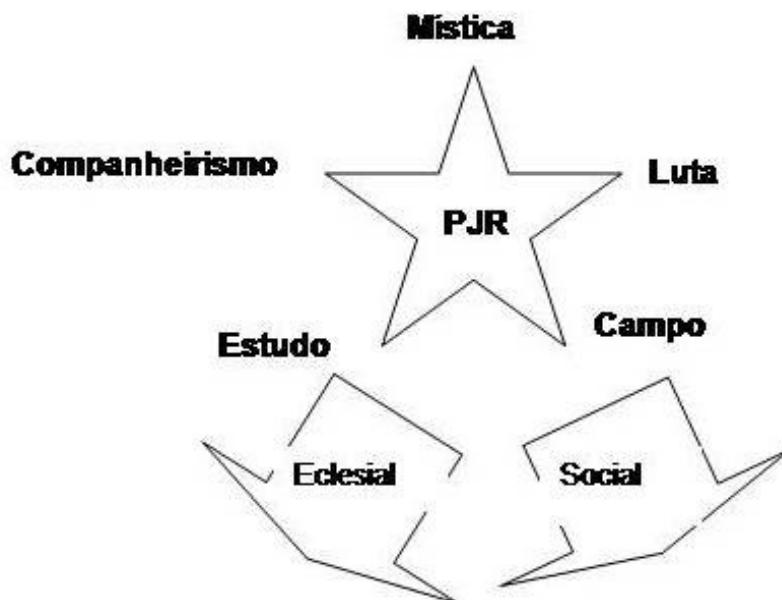 Mística
Companheirismo
Luta
PJR
Estudo
Campo
Eclesial
Social